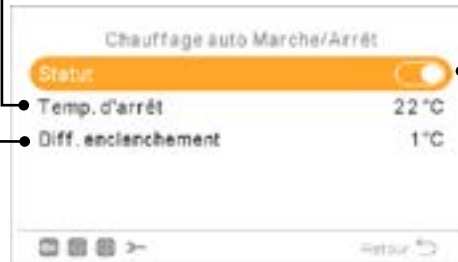 Chauffage auto Marche/Arrêt
Statut
Temp. d'arrêt 22°C
Diff. enclenchement 1°C
Retour